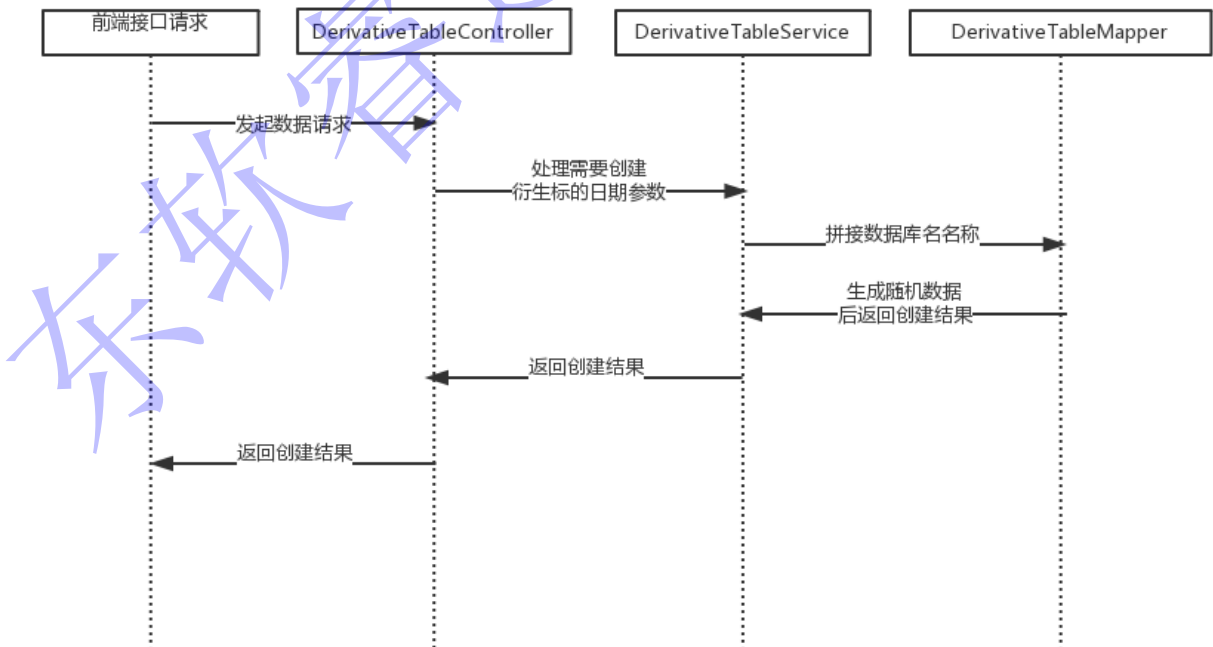 前端接口请求
DerivativeTableController
DerivativeTableService
DerivativeTableMapper
发起数据请求
处理需要创建
衍生标的日期参数
拼接数据库名名称
生成随机数据
后返回创建结果
返回创建结果
返回创建结果
东软睿